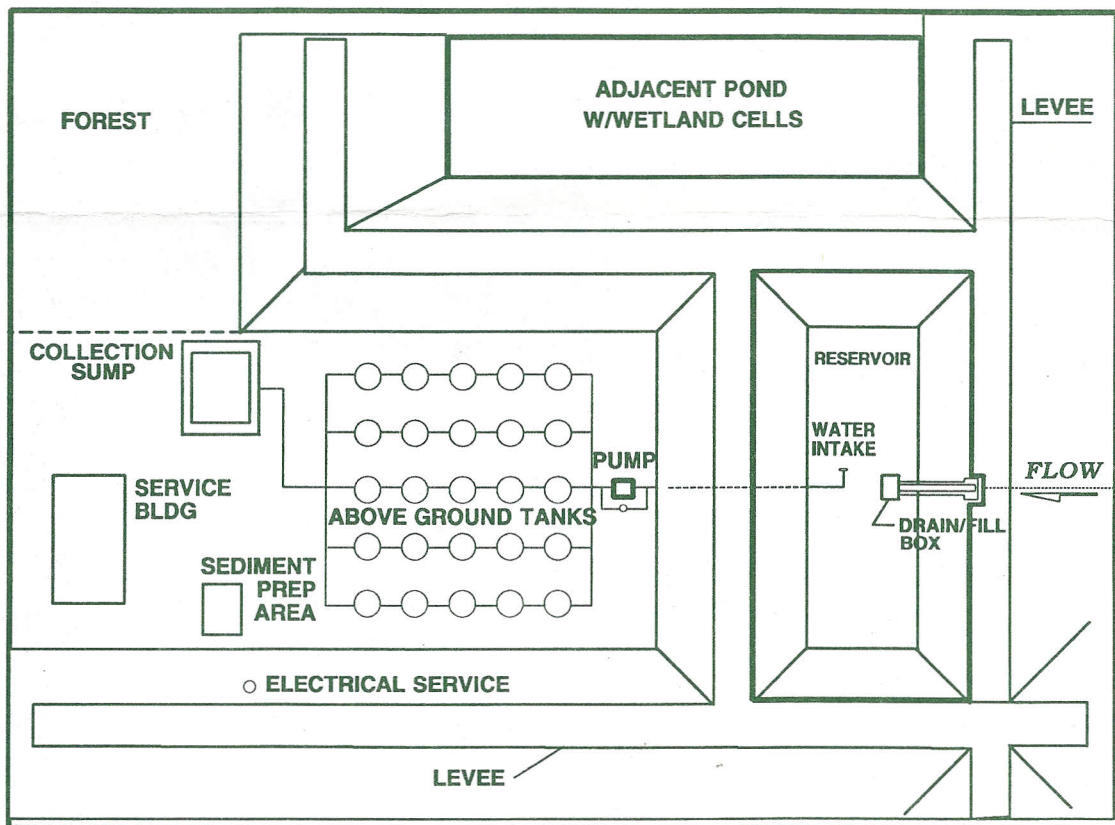 FOREST
ADJACENT POND
W/WETLAND CELLS
LEVEE
COLLECTION
SUMP
RESERVOIR
WATER
INTAKE
PUMP
FLOW
SERVICE
BLDG
ABOVE GROUND TANKS
DRAIN/FILL
BOX
SEDIMENT
PREP
AREA
ELECTRICAL SERVICE
LEVEE